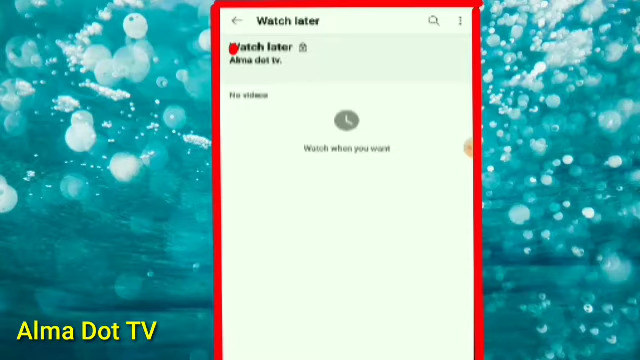 Watch later
Watch later
Alma dot tv.
No videos
Watch when you want
Alma Dot TV